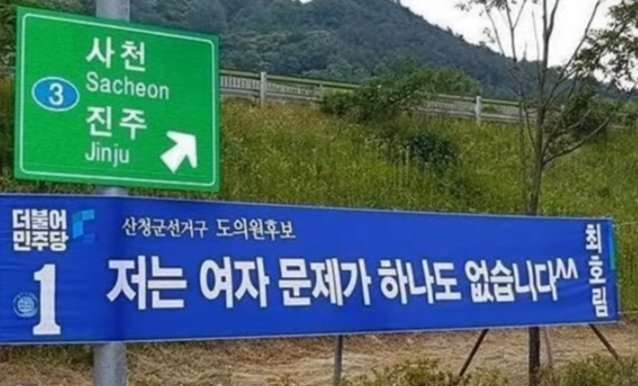 사천
Sacheon
3
진주
Jinju
더불어
민주당
1
산청군선거구 도의원후보
저는 여자 문제가 하나도 없습니다^^
최호림